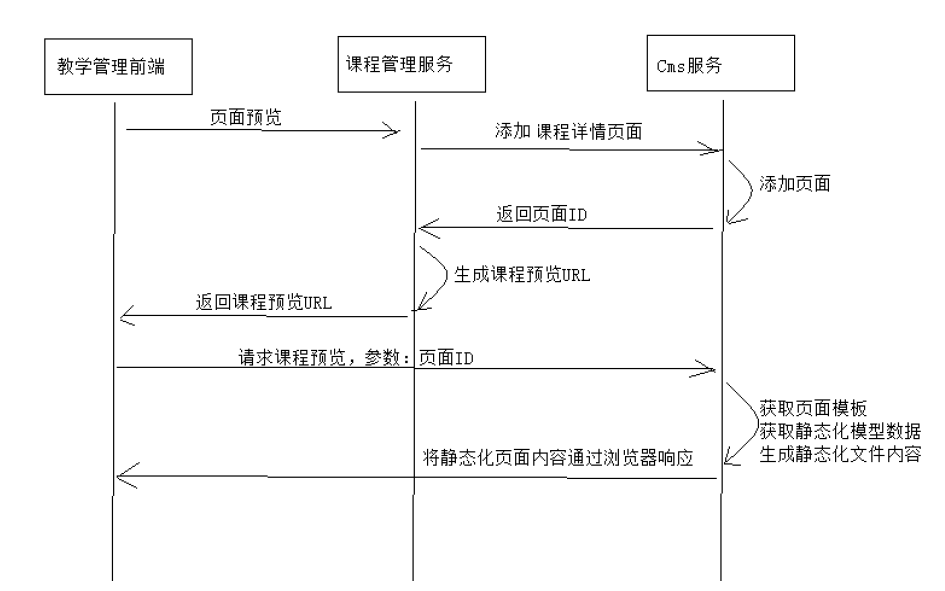 教学管理前端
课程管理服务
Cms服务
页面预览
添加 课程详情页面
添加页面
返回页面ID
生成课程预览URL
返回课程预览URL
请求课程预览，参数：页面ID
获取页面模板
获取静态化模型数据
生成静态化文件内容
将静态化页面内容通过浏览器响应